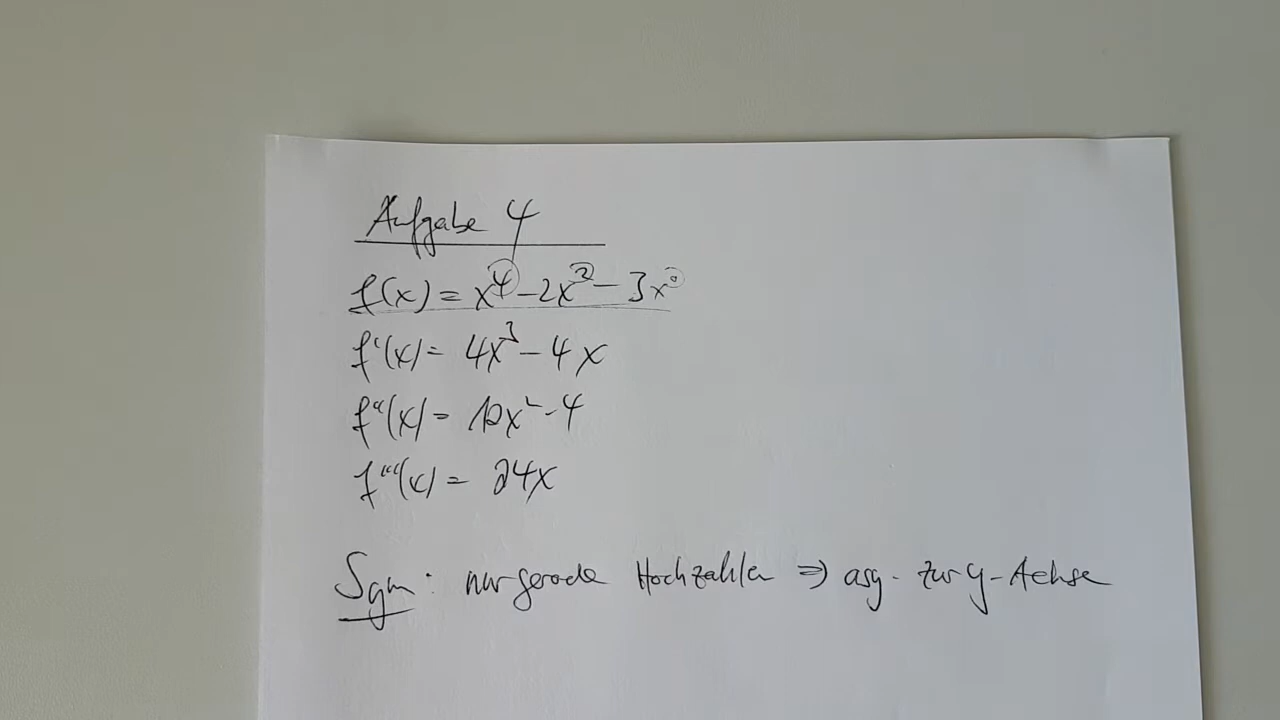 Aufgabe 4
f(x) = x⁴ - 2x² - 3x⁰
f'(x) = 4x³ - 4x
f''(x) = 12x² - 4
f'''(x) = 24x
Sym: nur gerade Hochzahlen ⇒ asy. zur y-Achse